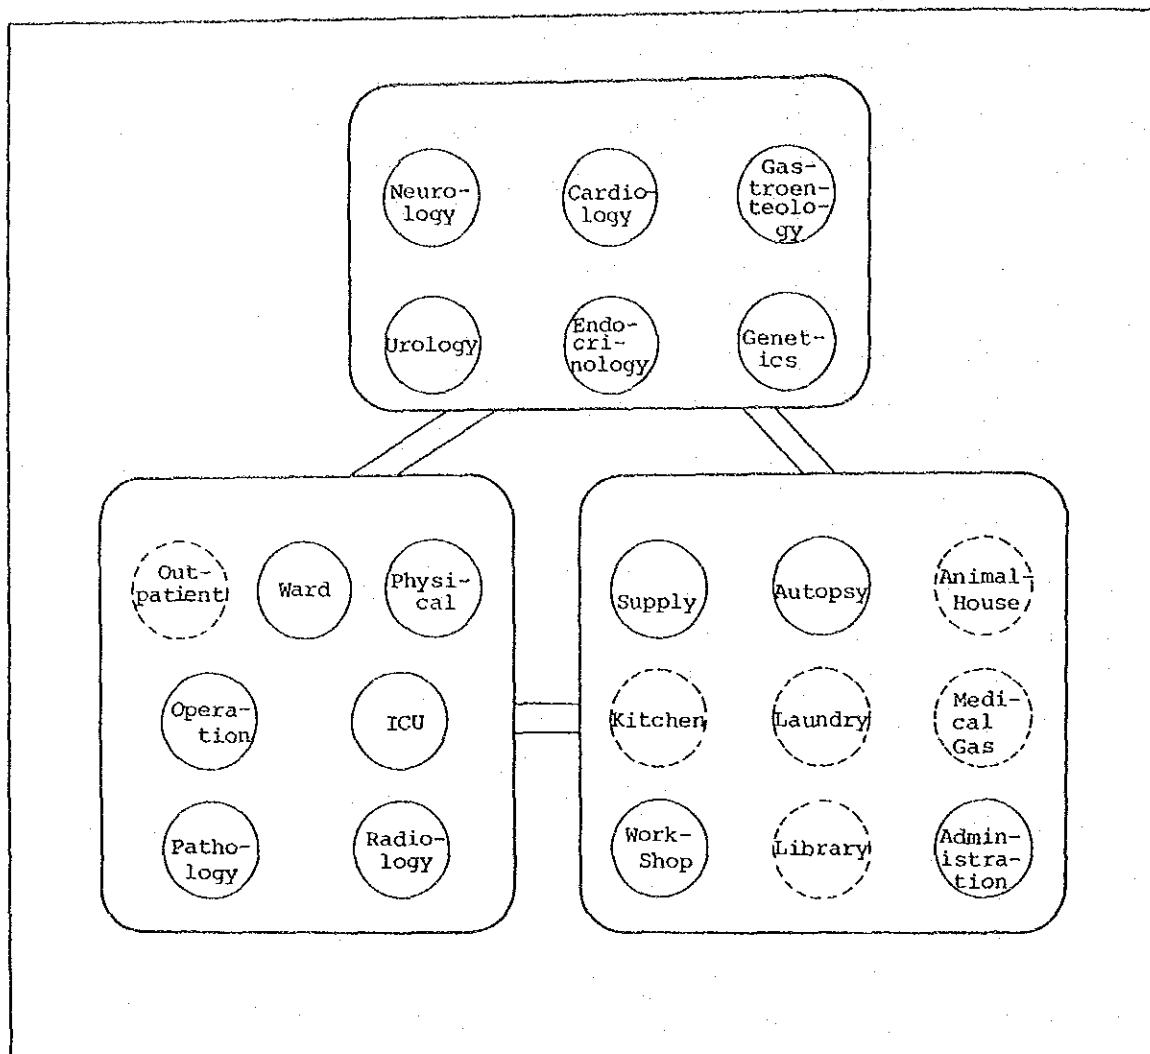 Neuro-
logy
Cardio-
logy
Gas-
troen-
teolo-
gy
Urology
Endo-
cri-
nology
Genet-
ics
Out-
patient
Ward
Physi-
cal
Supply
Autopsy
Animal-
House
Opera-
tion
ICU
Kitchen
Laundry
Medi-
cal
Gas
Patho-
logy
Radio-
logy
Work-
Shop
Library
Admin-
istra-
tion